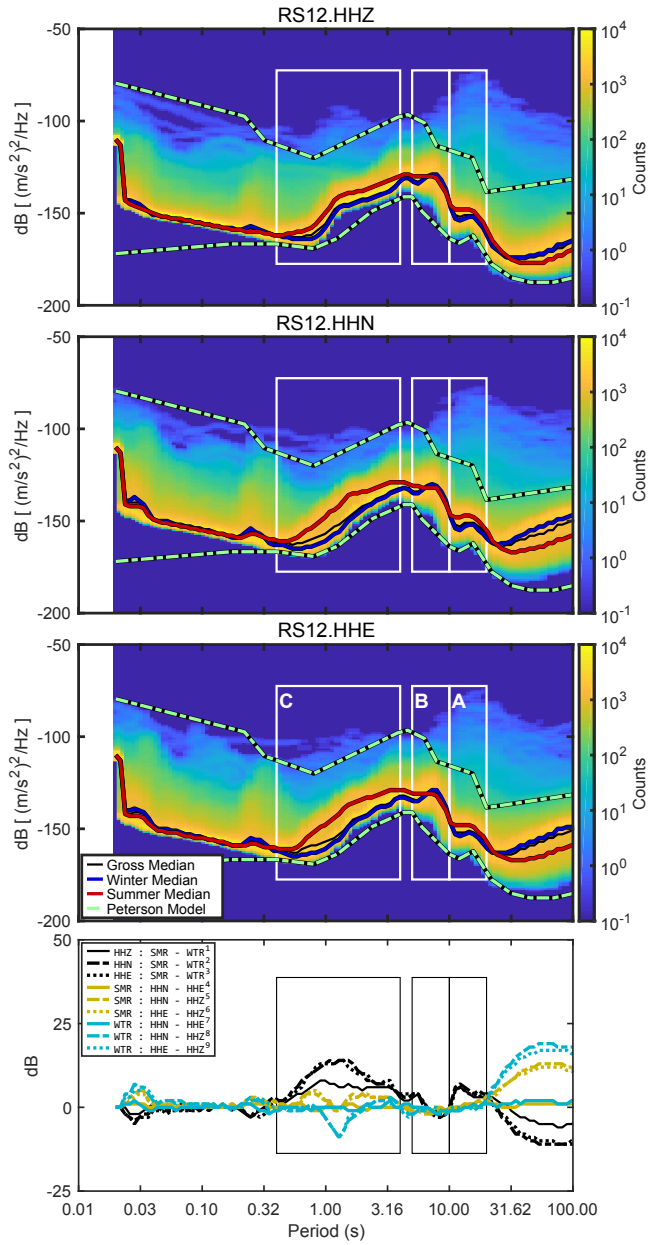 RS12.HHZ
-50
-100
-150
-200
dB [ (m/s²)²/Hz]
10⁴
10³
10²
10¹
10⁰
10⁻¹
Counts
RS12.HHN
-50
-100
-150
-200
dB [ (m/s²)²/Hz]
10⁴
10³
10²
10¹
10⁰
10⁻¹
Counts
RS12.HHE
-50
-100
-150
-200
dB [ (m/s²)²/Hz]
C B A
Gross Median
Winter Median
Summer Median
Peterson Model
10⁴
10³
10²
10¹
10⁰
10⁻¹
Counts
50
25
0
-25
dB
HHZ : SMR - WTR¹
HHN : SMR - WTR²
HHE : SMR - WTR³
SMR : HHN - HHE⁴
SMR : HHN - HHZ⁵
SMR : HHE - HHZ⁶
WTR : HHN - HHE⁷
WTR : HHN - HHZ⁸
WTR : HHE - HHZ⁹
0.01 0.03 0.10 0.32 1.00 3.16 10.00 31.62 100.00
Period (s)